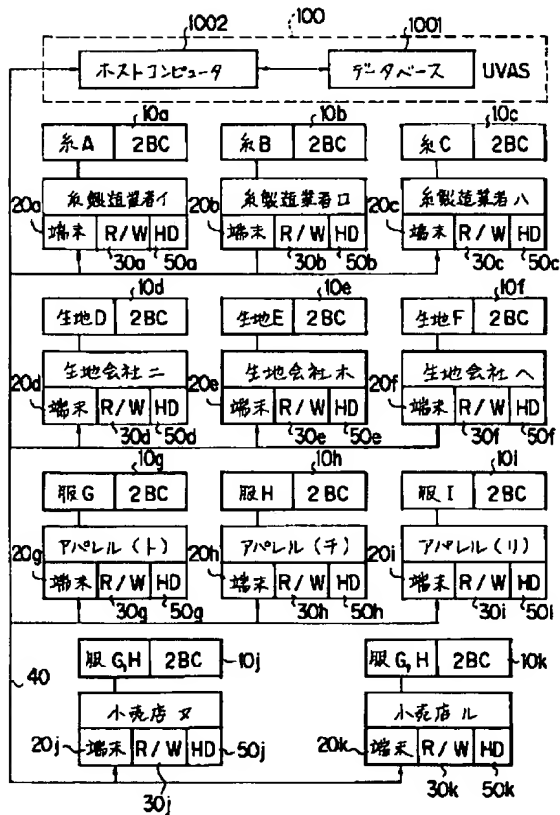 1002 100 1001
ホストコンピュータ データベース UVAS
10a 10b 10c
糸A 2BC 糸B 2BC 糸C 2BC
糸製造業者イ 糸製造業者ロ 糸製造業者ハ
20a 20b 20c
端末 R/W HD 端末 R/W HD 端末 R/W HD
30a 50a 30b 50b 30c 50c
10d 10e 10f
生地D 2BC 生地E 2BC 生地F 2BC
生地会社ニ 生地会社ホ 生地会社ヘ
20d 20e 20f
端末 R/W HD 端末 R/W HD 端末 R/W HD
30d 50d 30e 50e 30f 50f
10g 10h 10i
服G 2BC 服H 2BC 服I 2BC
アパレル(ト) アパレル(チ) アパレル(リ)
20g 20h 20i
端末 R/W HD 端末 R/W HD 端末 R/W HD
30g 50g 30h 50h 30i 50i
服G,H 2BC 10j 服G,H 2BC 10k
40
小売店ヌ 小売店ル
20j 端末 R/W HD 50j 20k 端末 R/W HD
30j 30k 50k